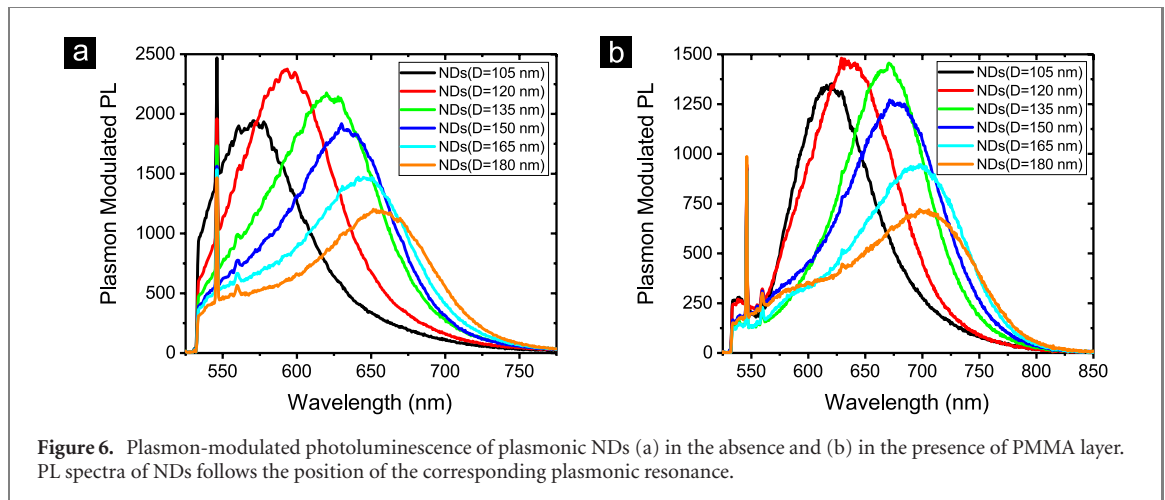 a
Plasmon Modulated PL
2500
2000
1500
1000
500
0
NDs(D=105 nm)
NDs(D=120 nm)
NDs(D=135 nm)
NDs(D=150 nm)
NDs(D=165 nm)
NDs(D=180 nm)
550 600 650 700 750
Wavelength (nm)
b
Plasmon Modulated PL
1500
1250
1000
750
500
250
0
NDs(D=105 nm)
NDs(D=120 nm)
NDs(D=135 nm)
NDs(D=150 nm)
NDs(D=165 nm)
NDs(D=180 nm)
550 600 650 700 750 800 850
Wavelength (nm)
Figure 6. Plasmon-modulated photoluminescence of plasmonic NDs (a) in the absence and (b) in the presence of PMMA layer.
PL spectra of NDs follows the position of the corresponding plasmonic resonance.